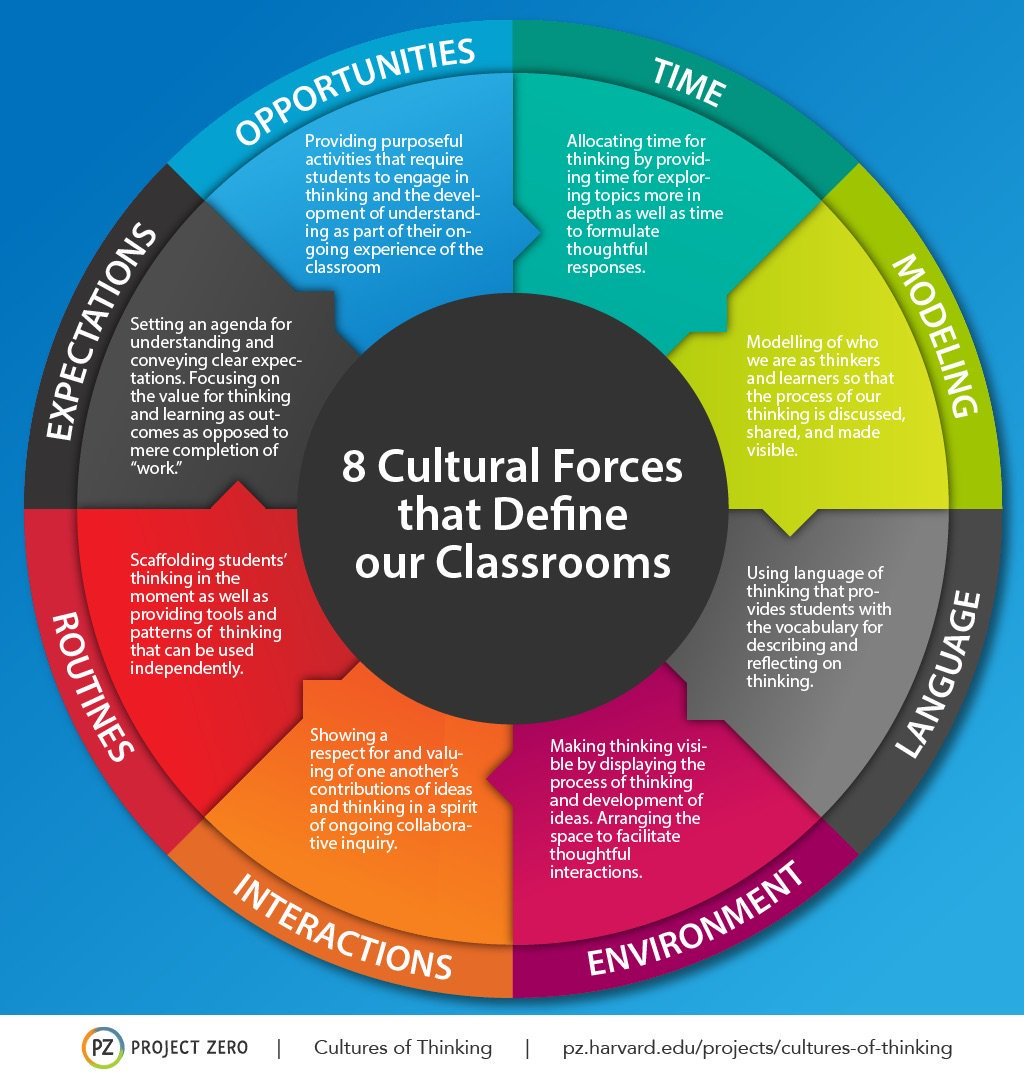 8 Cultural Forces
that Define
our Classrooms
OPPORTUNITIES
Providing purposeful
activities that require
students to engage in
thinking and the devel-
opment of understand-
ing as part of their on-
going experience of the
classroom
TIME
Allocating time for
thinking by provid-
ing time for explor-
ing topics more in
depth as well as time
to formulate
thoughtful
responses.
MODELING
Modelling of who
we are as thinkers
and learners so that
the process of our
thinking is discussed,
shared, and made
visible.
LANGUAGE
Using language of
thinking that pro-
vides students with
the vocabulary for
describing and
reflecting on
thinking.
ENVIRONMENT
Making thinking visi-
ble by displaying the
process of thinking
and development of
ideas. Arranging the
space to facilitate
thoughtful
interactions.
INTERACTIONS
Showing a
respect for and valu-
ing of one another’s
contributions of ideas
and thinking in a spirit
of ongoing collabora-
tive inquiry.
ROUTINES
Scaffolding students’
thinking in the
moment as well as
providing tools and
patterns of thinking
that can be used
independently.
EXPECTATIONS
Setting an agenda for
understanding and
conveying clear expec-
tations. Focusing on
the value for thinking
and learning as out-
comes as opposed to
mere completion of
“work.”
PZ PROJECT ZERO | Cultures of Thinking | pz.harvard.edu/projects/cultures-of-thinking